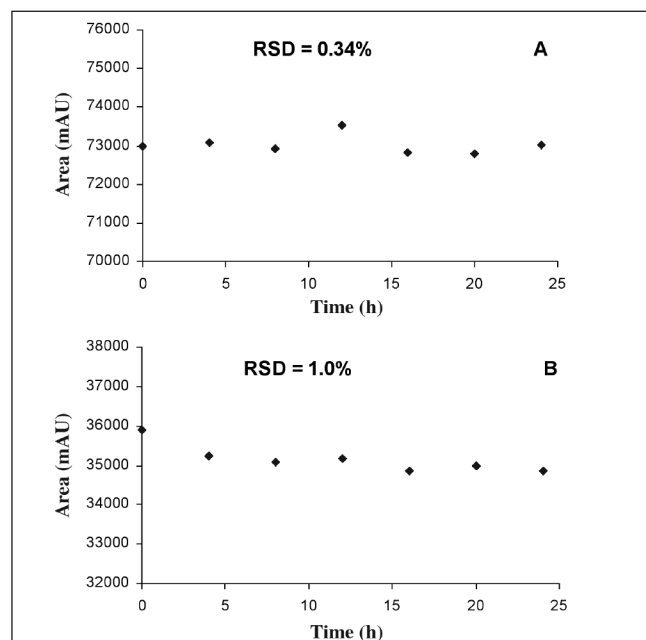 76000
RSD = 0.34% A
75000
74000
73000
72000
71000
70000
Area (mAU)
0 5 10 15 20 25
Time (h)
38000
RSD = 1.0% B
37000
36000
35000
34000
33000
32000
Area (mAU)
0 5 10 15 20 25
Time (h)